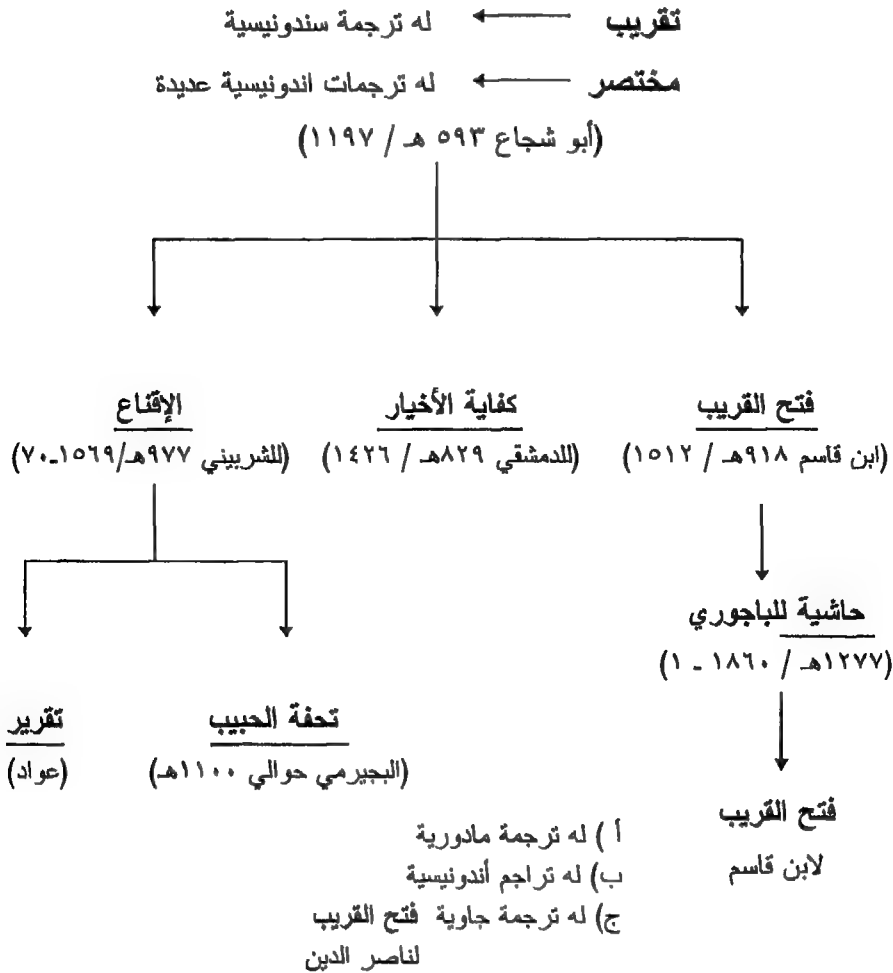 تقريب ← له ترجمة سندونيسية
مختصر ← له ترجمات اندونيسية عديدة
(أبو شجاع ٥٩٣ هـ / ١١٩٧)
فتح القريب
(ابن قاسم ٩١٨هـ / ١٥١٢)
كفاية الأخيار
(للدمشقي ٨٢٩هـ / ١٤٢٦)
الإقناع
(للشربيني ٩٧٧هـ/١٥٦٩ـ٧٠)
حاشية للباجوري
(١٢٧٧هـ / ١٨٦٠ - ١)
تحفة الحبيب
(البجيرمي حوالي ١١٠٠هـ)
تقرير
(عواد)
فتح القريب
لابن قاسم
أ ) له ترجمة مادورية
ب) له تراجم أندونيسية
ج) له ترجمة جاوية فتح القريب
لناصر الدين